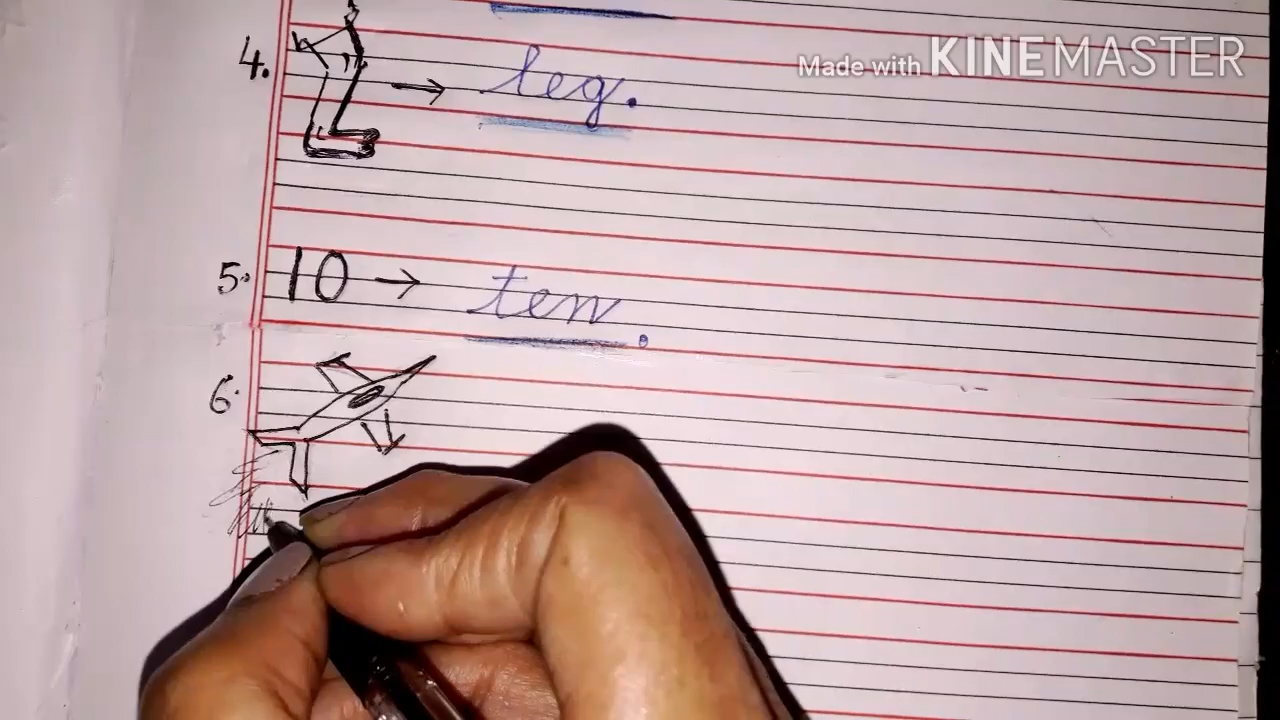 Made with KINEMASTER
4. → leg.
5. 10 → ten.
6.